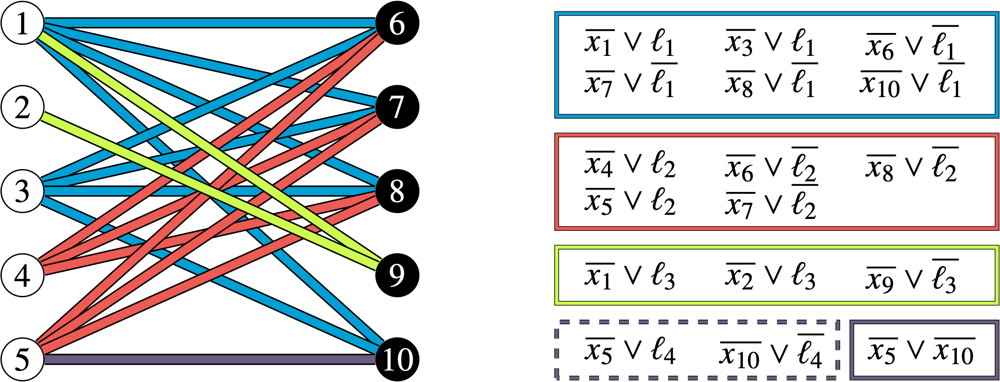 1
6
2
7
3
8
4
9
5
10
x̅₁ ∨ ℓ₁ x̅₃ ∨ ℓ₁ x̅₆ ∨ ℓ̅₁
x̅₇ ∨ ℓ̅₁ x̅₈ ∨ ℓ̅₁ x̅₁₀ ∨ ℓ̅₁
x̅₄ ∨ ℓ₂ x̅₆ ∨ ℓ̅₂ x̅₈ ∨ ℓ̅₂
x̅₅ ∨ ℓ₂ x̅₇ ∨ ℓ̅₂
x̅₁ ∨ ℓ₃ x̅₂ ∨ ℓ₃ x̅₉ ∨ ℓ̅₃
x̅₅ ∨ ℓ₄ x̅₁₀ ∨ ℓ̅₄
x̅₅ ∨ x̅₁₀